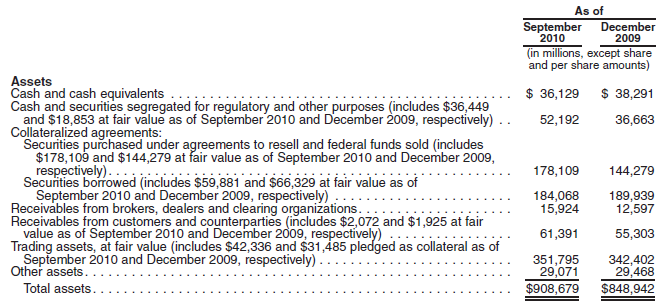 As of
September 2010 December 2009
(in millions, except share and per share amounts)
Assets
Cash and cash equivalents . . . . . . . . . . . . . . . . . . . . . . . . . . . . . . . . $ 36,129 $ 38,291
Cash and securities segregated for regulatory and other purposes (includes $36,449
and $18,853 at fair value as of September 2010 and December 2009, respectively) . . 52,192 36,663
Collateralized agreements:
Securities purchased under agreements to resell and federal funds sold (includes
$178,109 and $144,279 at fair value as of September 2010 and December 2009,
respectively) . . . . . . . . . . . . . . . . . . . . . . . . . . . . . . . . 178,109 144,279
Securities borrowed (includes $59,881 and $66,329 at fair value as of
September 2010 and December 2009, respectively) . . . . . . . . . . . . . . . . 184,068 189,939
Receivables from brokers, dealers and clearing organizations. . . . . . . . . . . . . . . . 15,924 12,597
Receivables from customers and counterparties (includes $2,072 and $1,925 at fair
value as of September 2010 and December 2009, respectively) . . . . . . . . . . . . 61,391 55,303
Trading assets, at fair value (includes $42,336 and $31,485 pledged as collateral as of
September 2010 and December 2009, respectively) . . . . . . . . . . . . . . . . 351,795 342,402
Other assets. . . . . . . . . . . . . . . . . . . . . . . . . . . . . . . . 29,071 29,468
Total assets. . . . . . . . . . . . . . . . . . . . . . . . . . . . . . . . $908,679 $848,942